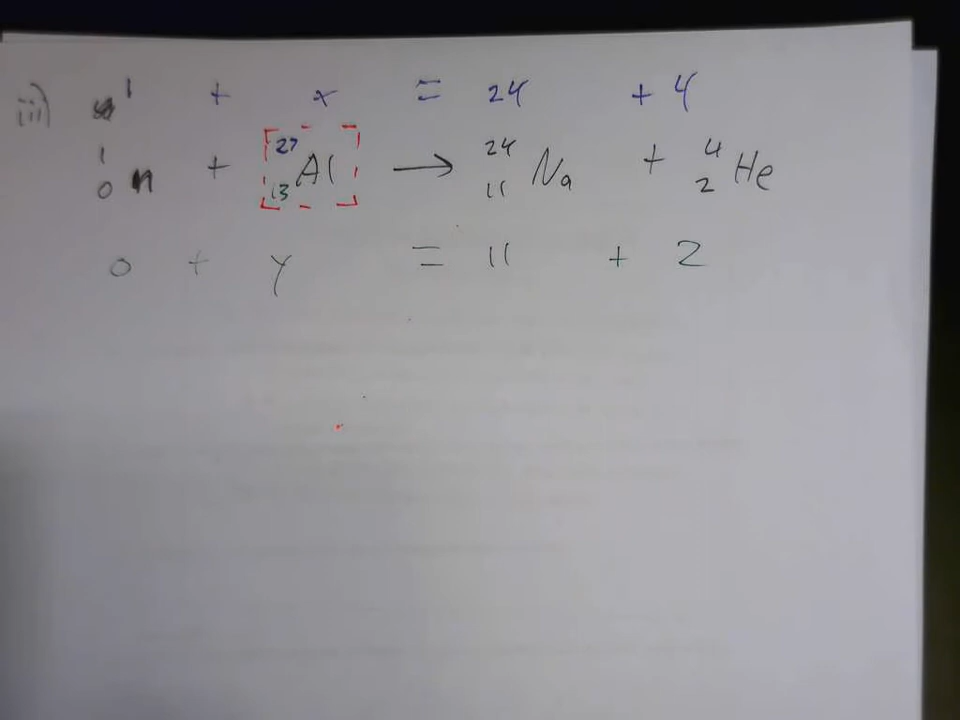 iii) 1 + x = 24 + 4
1 0 n + 27 13 Al → 24 11 Na + 4 2 He
0 + y = 11 + 2